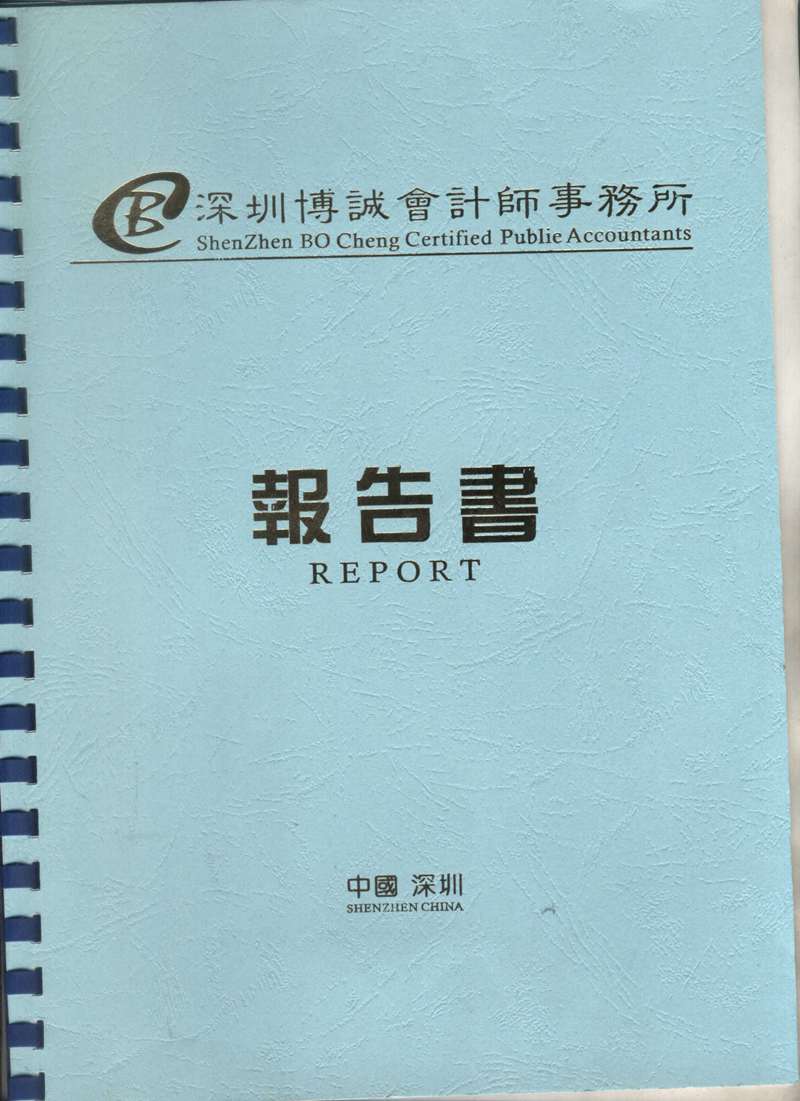 深圳博誠會計師事務所
ShenZhen BO Cheng Certified Publie Accountants
報告書
REPORT
中國 深圳
SHENZHEN CHINA